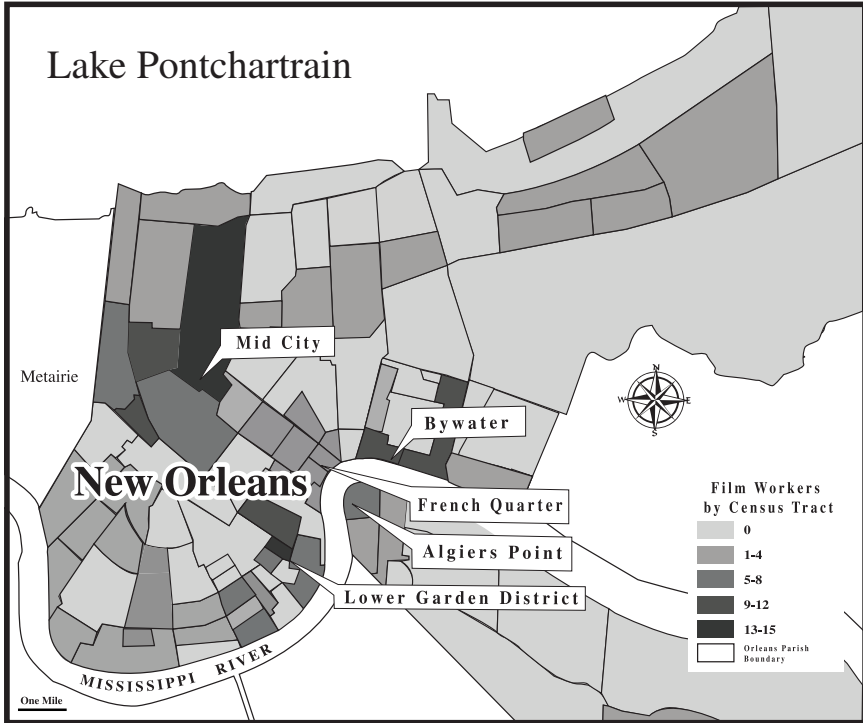 Lake Pontchartrain
Mid City
Metairie
N
W E
S
Bywater
New Orleans
French Quarter
Algiers Point
Lower Garden District
MISSISSIPPI RIVER
One Mile
Film Workers
by Census Tract
0
1-4
5-8
9-12
13-15
Orleans Parish
Boundary